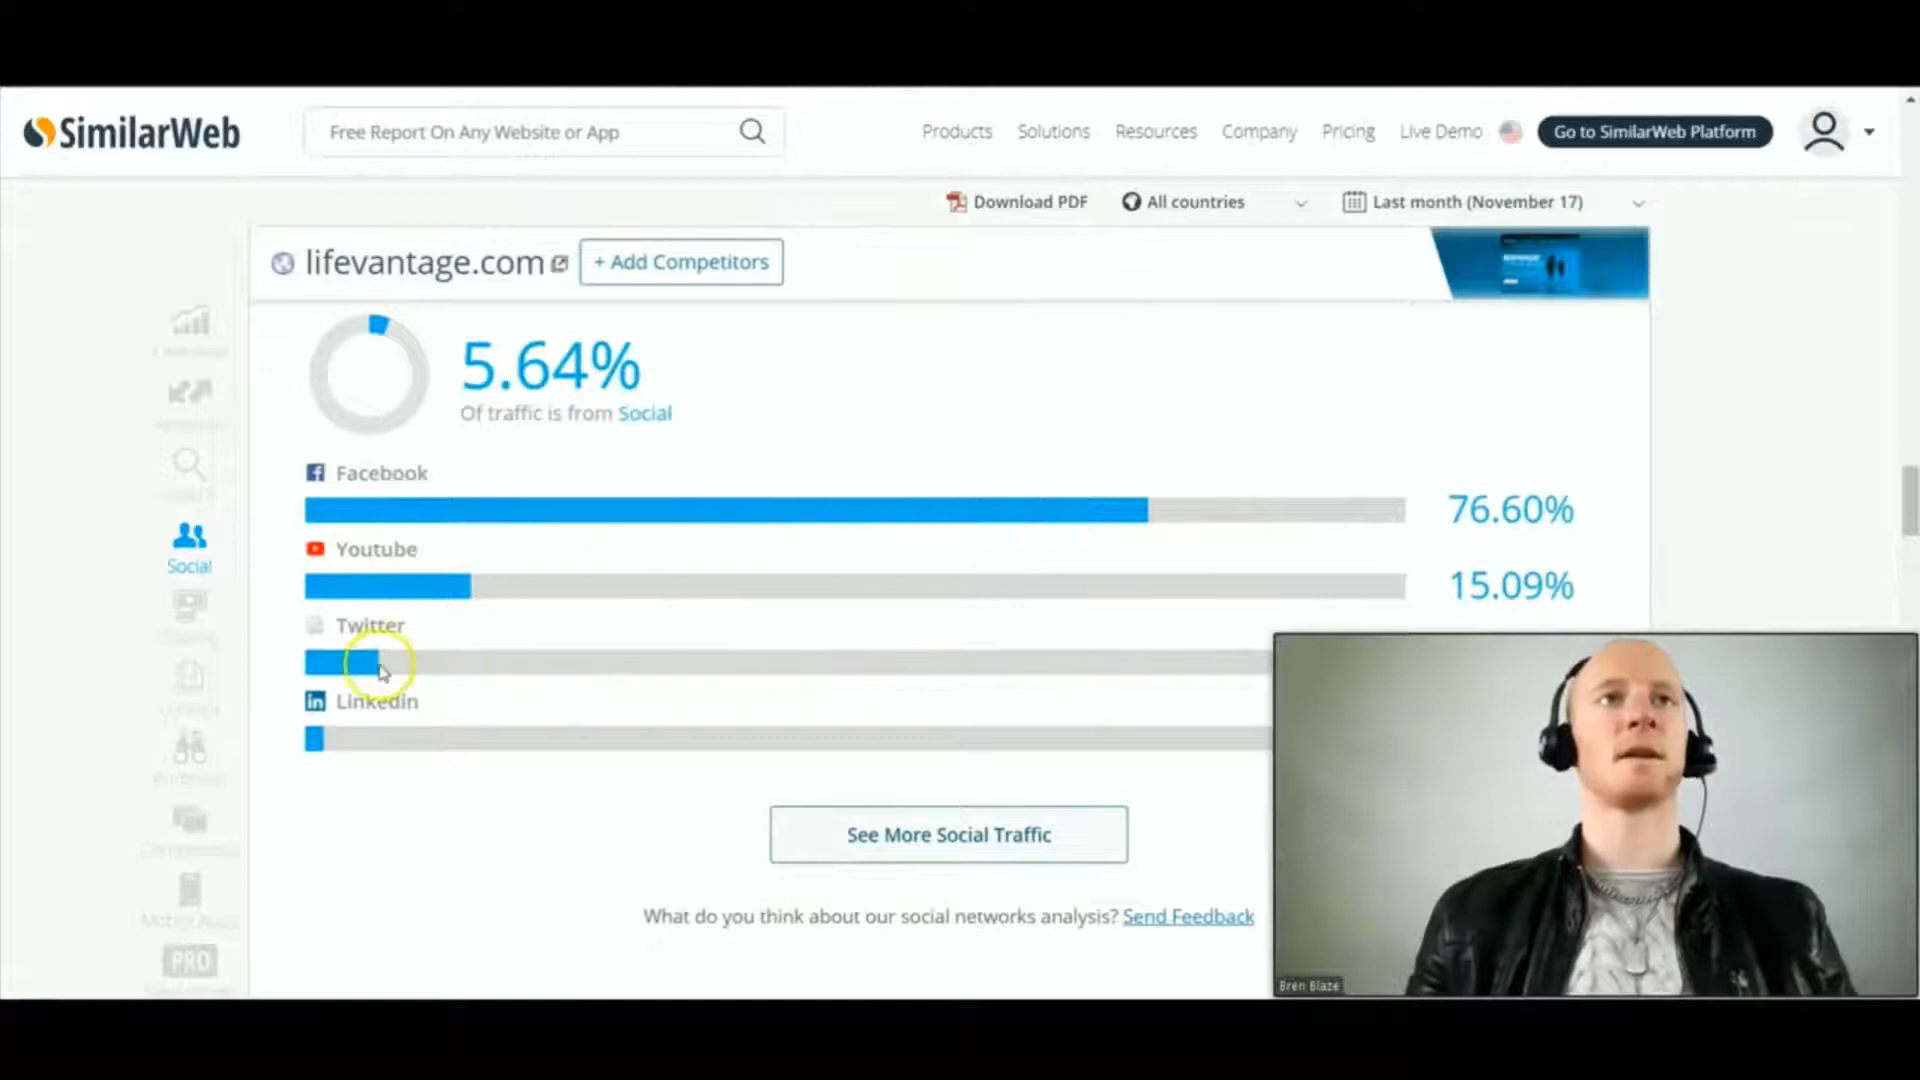 SimilarWeb
Free Report On Any Website or App
Products Solutions Resources Company Pricing Live Demo Go to SimilarWeb Platform
Download PDF All countries Last month (November 17)
lifevantage.com + Add Competitors
5.64%
Of traffic is from Social
Facebook
76.60%
Youtube
15.09%
Twitter
Linkedin
Social
PRO
See More Social Traffic
What do you think about our social networks analysis? Send Feedback
Bren Blaze